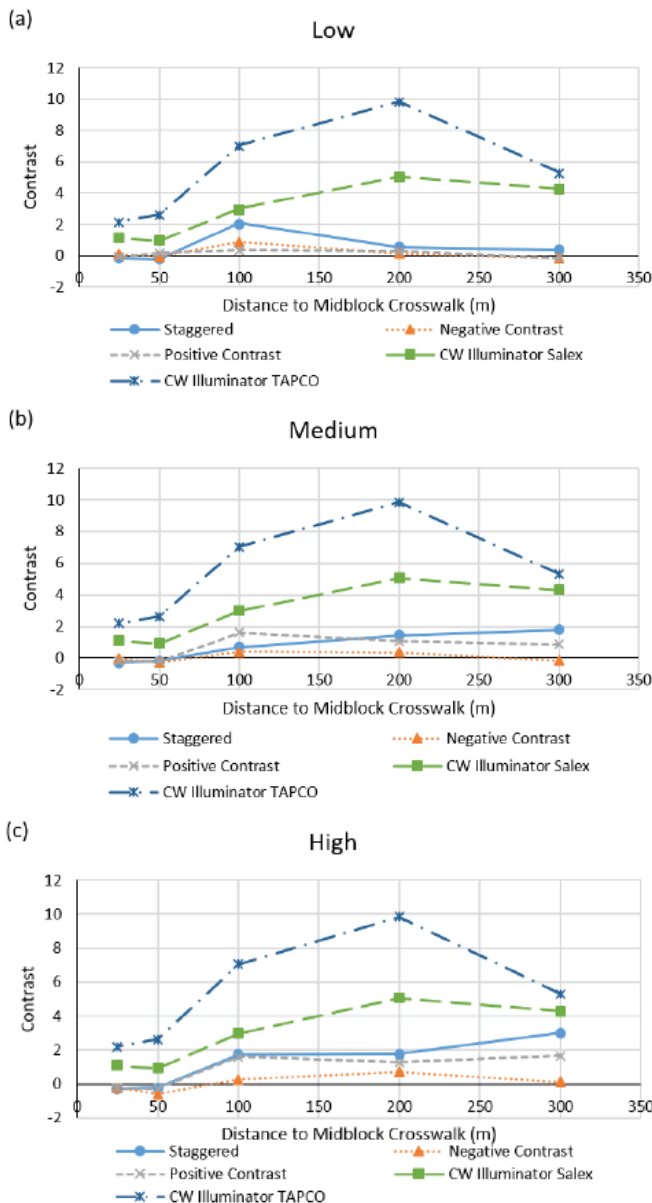 (a)
Low
12
10
8
6
4
2
0
-2
Contrast
0 50 100 150 200 250 300 350
Distance to Midblock Crosswalk (m)
Staggered Negative Contrast
Positive Contrast CW Illuminator Salex
CW Illuminator TAPCO
(b)
Medium
12
10
8
6
4
2
0
-2
Contrast
0 50 100 150 200 250 300 350
Distance to Midblock Crosswalk (m)
Staggered Negative Contrast
Positive Contrast CW Illuminator Salex
CW Illuminator TAPCO
(c)
High
12
10
8
6
4
2
0
-2
Contrast
0 50 100 150 200 250 300 350
Distance to Midblock Crosswalk (m)
Staggered Negative Contrast
Positive Contrast CW Illuminator Salex
CW Illuminator TAPCO